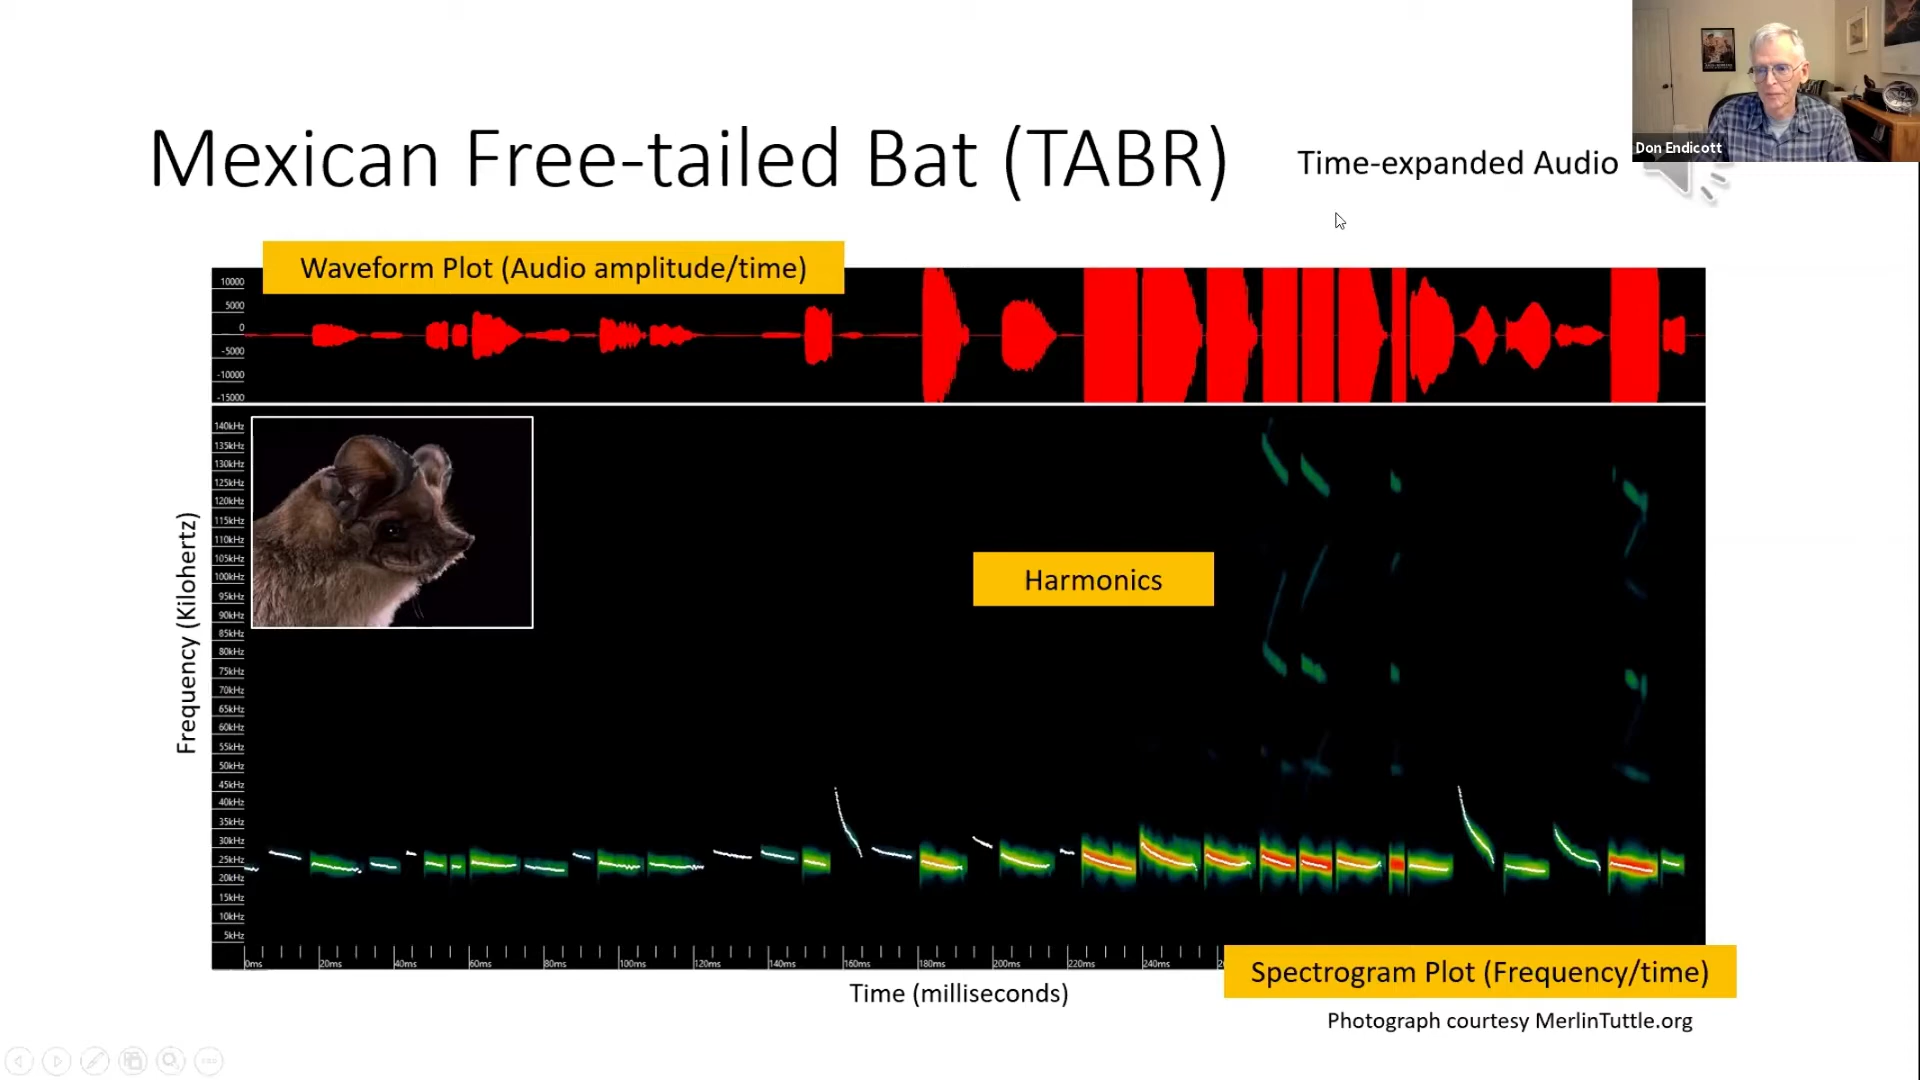 Don Endicott
Mexican Free-tailed Bat (TABR)
Time-expanded Audio
Waveform Plot (Audio amplitude/time)
10000
5000
0
-5000
-10000
-15000
Frequency (Kilohertz)
140kHz
135kHz
130kHz
125kHz
120kHz
115kHz
110kHz
105kHz
100kHz
95kHz
90kHz
85kHz
80kHz
75kHz
70kHz
65kHz
60kHz
55kHz
50kHz
45kHz
40kHz
35kHz
30kHz
25kHz
20kHz
15kHz
10kHz
5kHz
Harmonics
0ms 20ms 40ms 60ms 80ms 100ms 120ms 140ms 160ms 180ms 200ms 220ms 240ms
Spectrogram Plot (Frequency/time)
Time (milliseconds)
Photograph courtesy MerlinTuttle.org